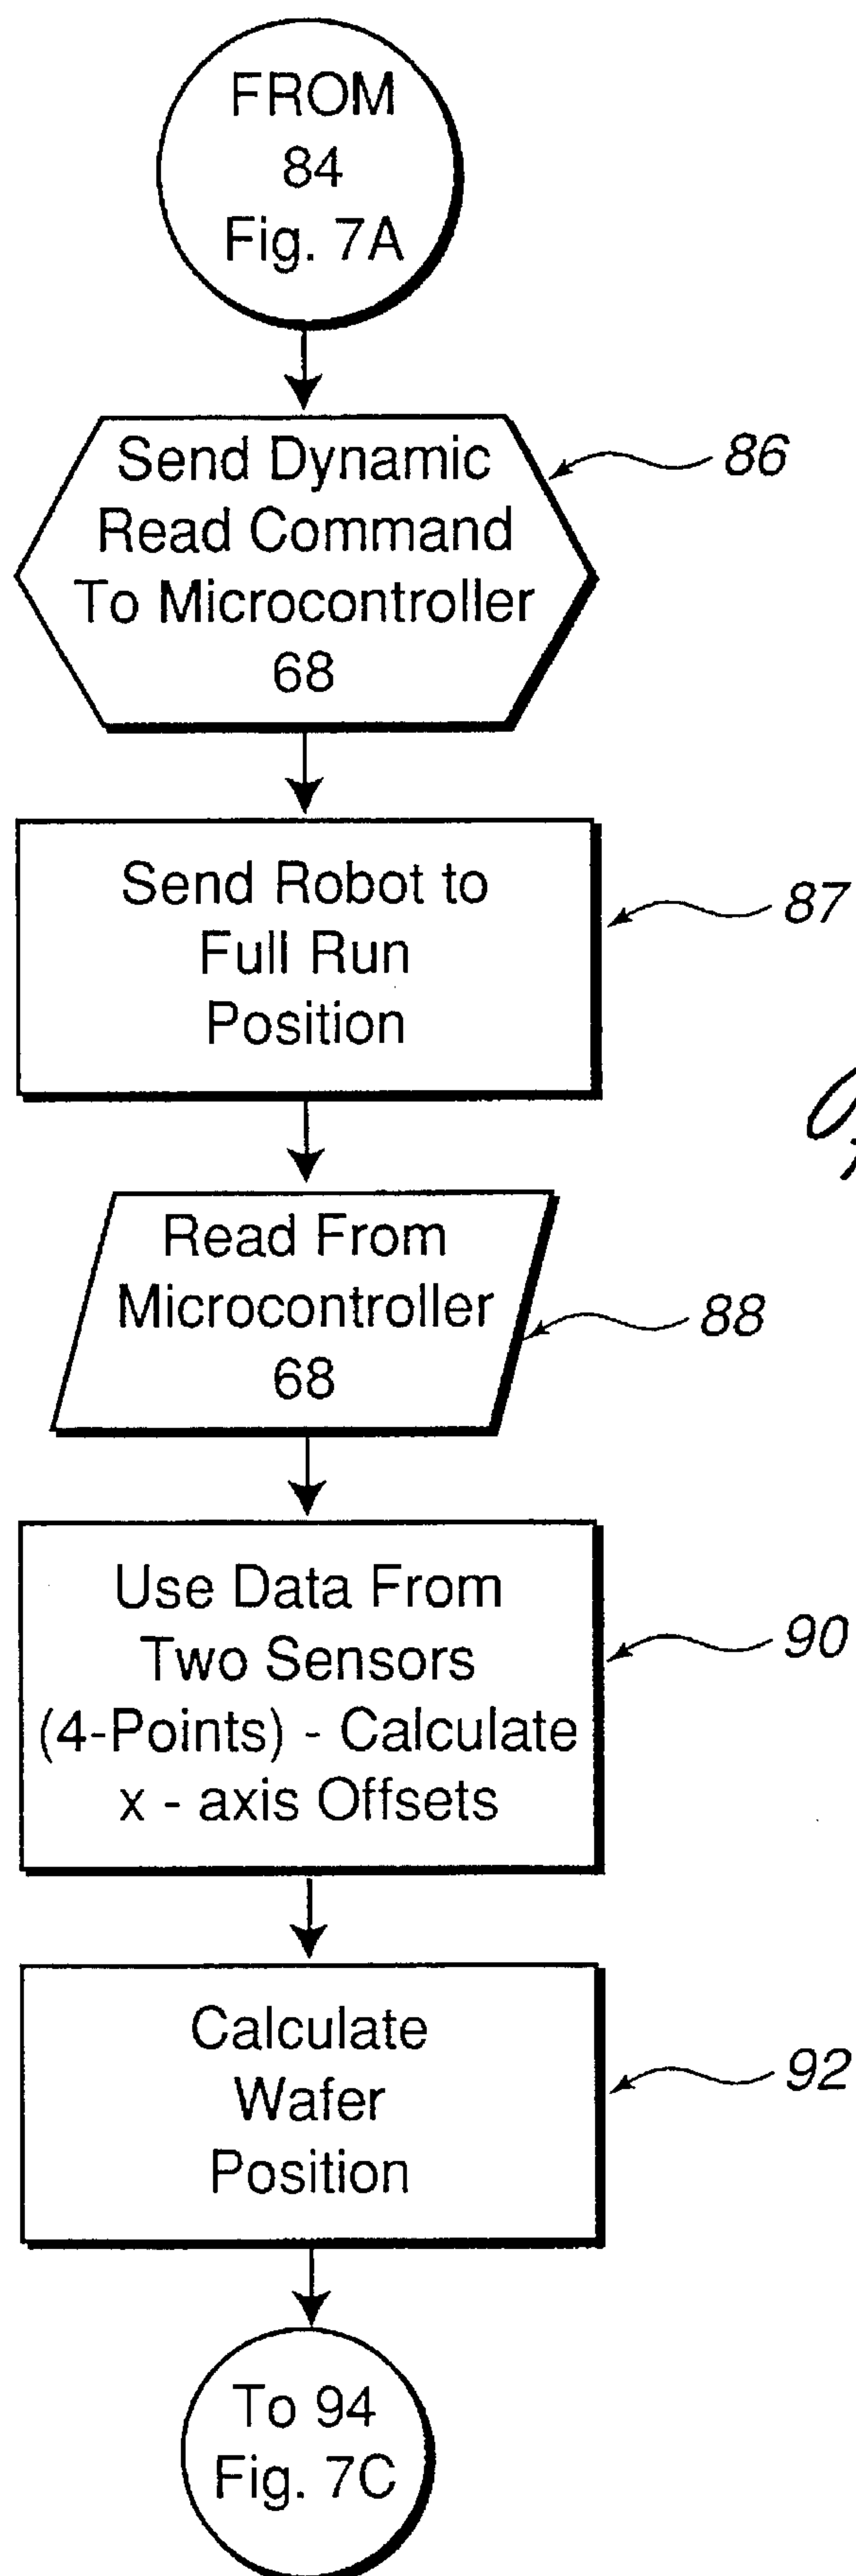 FROM
84
Fig. 7A
Send Dynamic
Read Command
To Microcontroller
68
86
Send Robot to
Full Run
Position
87
Read From
Microcontroller
68
88
Use Data From
Two Sensors
(4-Points) - Calculate
x - axis Offsets
90
Calculate
Wafer
Position
92
To 94
Fig. 7C